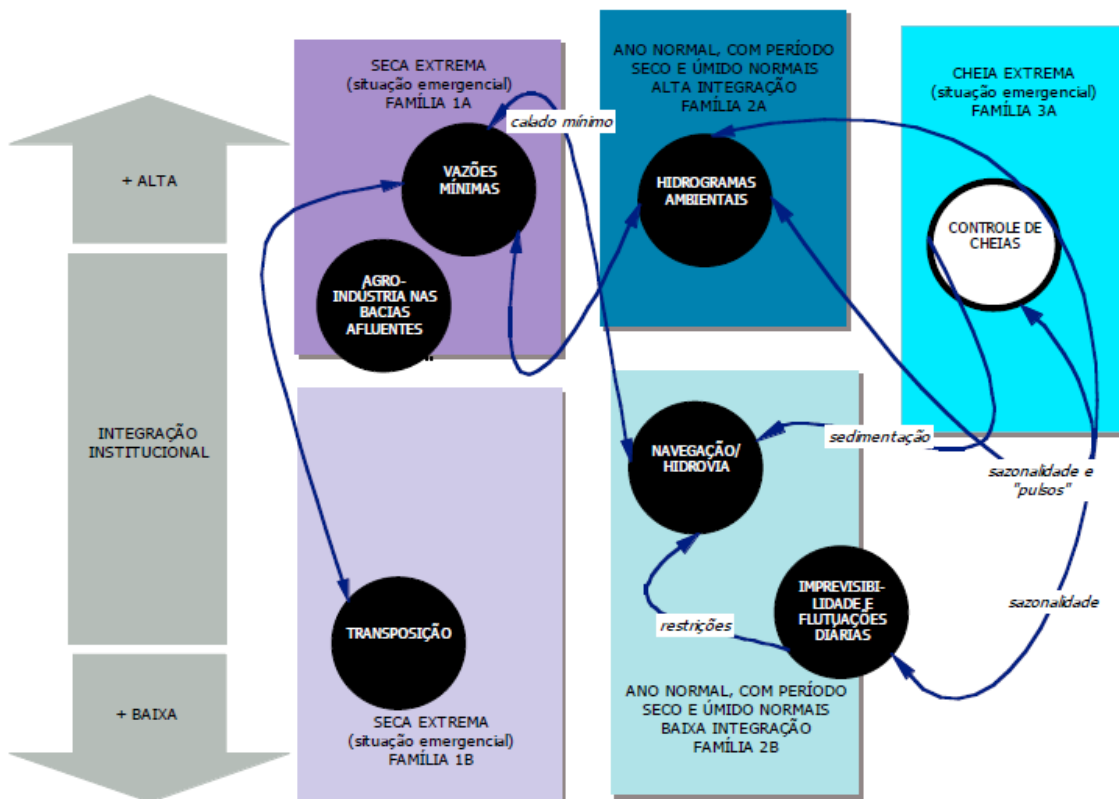 SECA EXTREMA
(situação emergencial)
FAMÍLIA 1A
ANO NORMAL, COM PERÍODO
SECO E ÚMIDO NORMAIS
ALTA INTEGRAÇÃO
FAMÍLIA 2A
CHEIA EXTREMA
(situação emergencial)
FAMÍLIA 3A
calado mínimo
+ ALTA
VAZÕES
MÍNIMAS
HIDROGRAMAS
AMBIENTAIS
CONTROLE DE
CHEIAS
AGRO-
INDUSTRIA NAS
BACIAS
AFLUENTES
INTEGRAÇÃO
INSTITUCIONAL
NAVEGAÇÃO/
HIDROVIA
sedimentação
sazonalidade e
"pulsos"
IMPREVISIBI-
LIDADE E
FLUTUAÇÕES
DIÁRIAS
sazonalidade
restrições
TRANSPOSIÇÃO
+ BAIXA
SECA EXTREMA
(situação emergencial)
FAMÍLIA 1B
ANO NORMAL, COM PERÍODO
SECO E ÚMIDO NORMAIS
BAIXA INTEGRAÇÃO
FAMÍLIA 2B